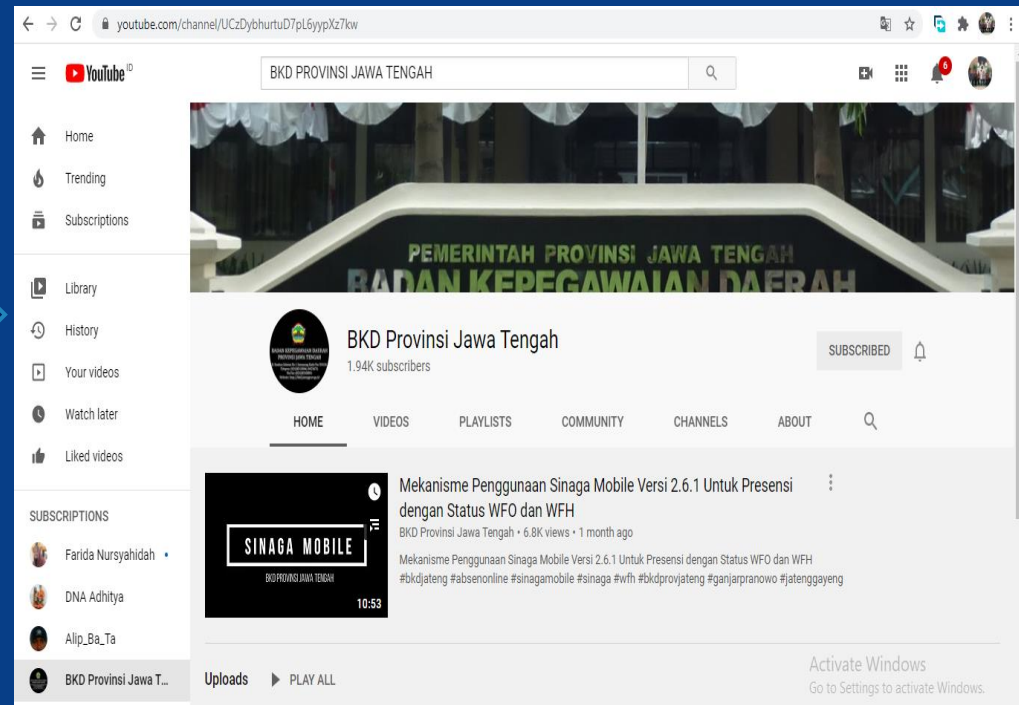 youtube.com/channel/UCzDybhurtuD7pL6yypXz7kw
YouTube ID
BKD PROVINSI JAWA TENGAH
6
Home
Trending
Subscriptions
Library
History
Your videos
Watch later
Liked videos
SUBSCRIPTIONS
Farida Nursyahidah
DNA Adhitya
Alip_Ba_Ta
BKD Provinsi Jawa T...
PEMERINTAH PROVINSI JAWA TENGAH
BADAN KEPEGAWAIAN DAERAH
BADAN KEPEGAWAIAN DAERAH
PROVINSI JAWA TENGAH
BKD Provinsi Jawa Tengah
1.94K subscribers
SUBSCRIBED
HOME VIDEOS PLAYLISTS COMMUNITY CHANNELS ABOUT
SINAGA MOBILE
BKD PROVINSI JAWA TENGAH
10:53
Mekanisme Penggunaan Sinaga Mobile Versi 2.6.1 Untuk Presensi
dengan Status WFO dan WFH
BKD Provinsi Jawa Tengah • 6.8K views • 1 month ago
Mekanisme Penggunaan Sinaga Mobile Versi 2.6.1 Untuk Presensi dengan Status WFO dan WFH
#bkdjateng #absenonline #sinagamobile #sinaga #wfh #bkdprovjateng #ganjarpranowo #jatenggayeng
Uploads PLAY ALL
Activate Windows
Go to Settings to activate Windows.